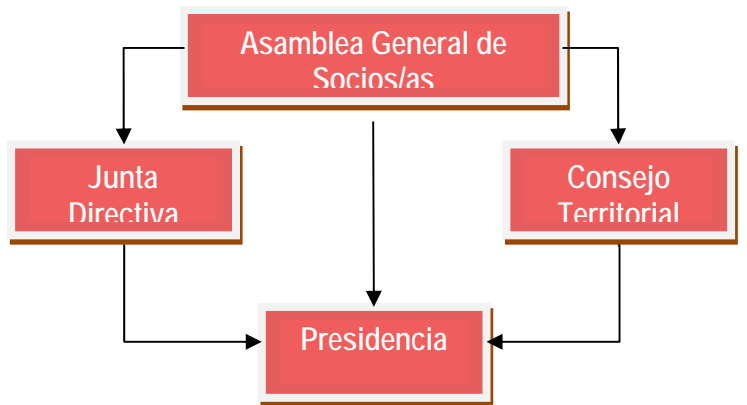 Asamblea General de
Socios/as
Junta
Directiva
Consejo
Territorial
Presidencia